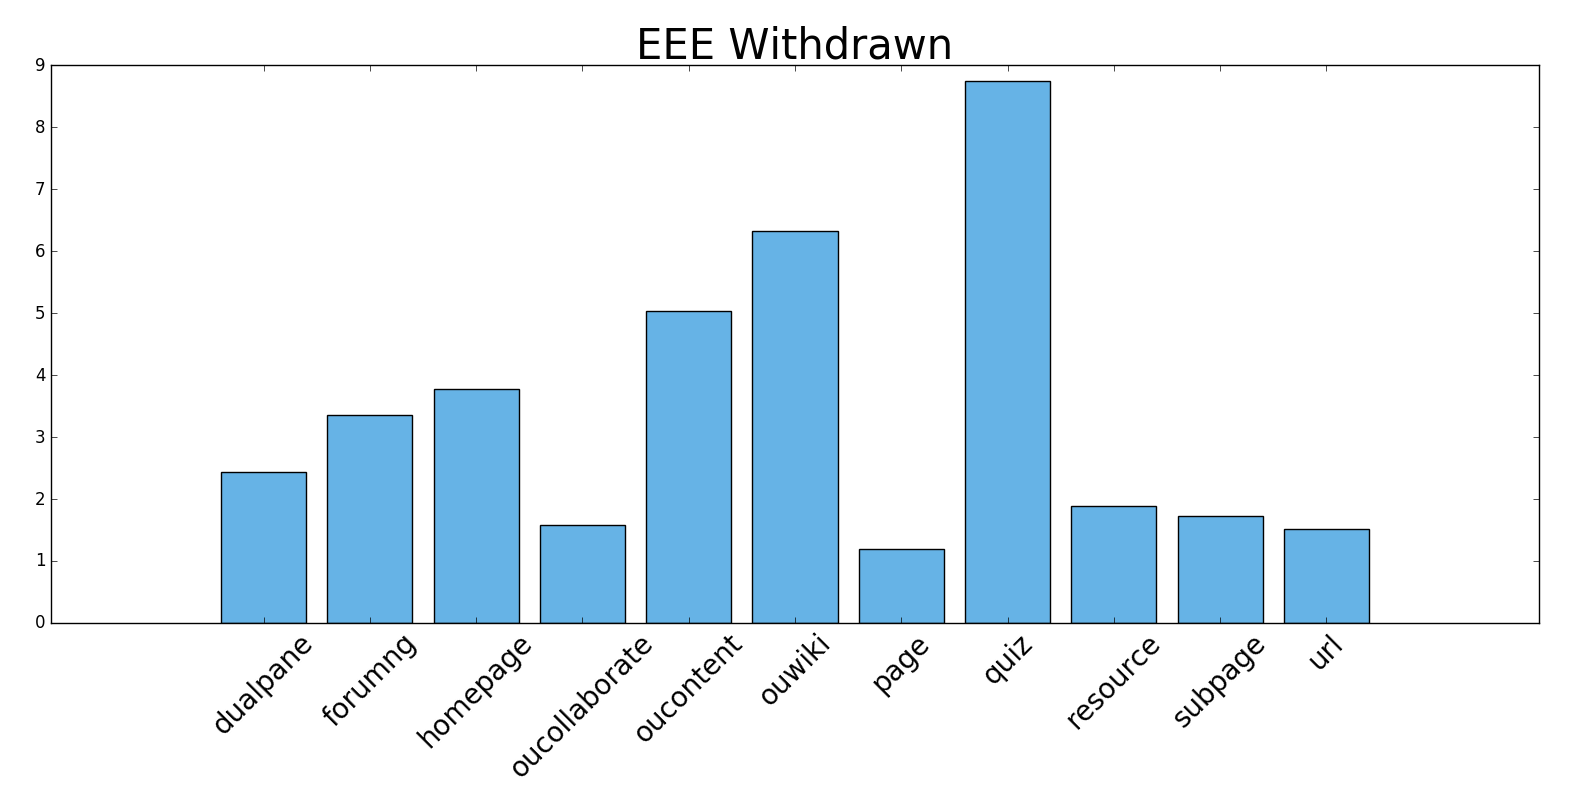 EEE Withdrawn
9
8
7
6
5
4
3
2
1
0
dualpane
forumng
homepage
oucollaborate
oucontent
ouwiki
page
quiz
resource
subpage
url